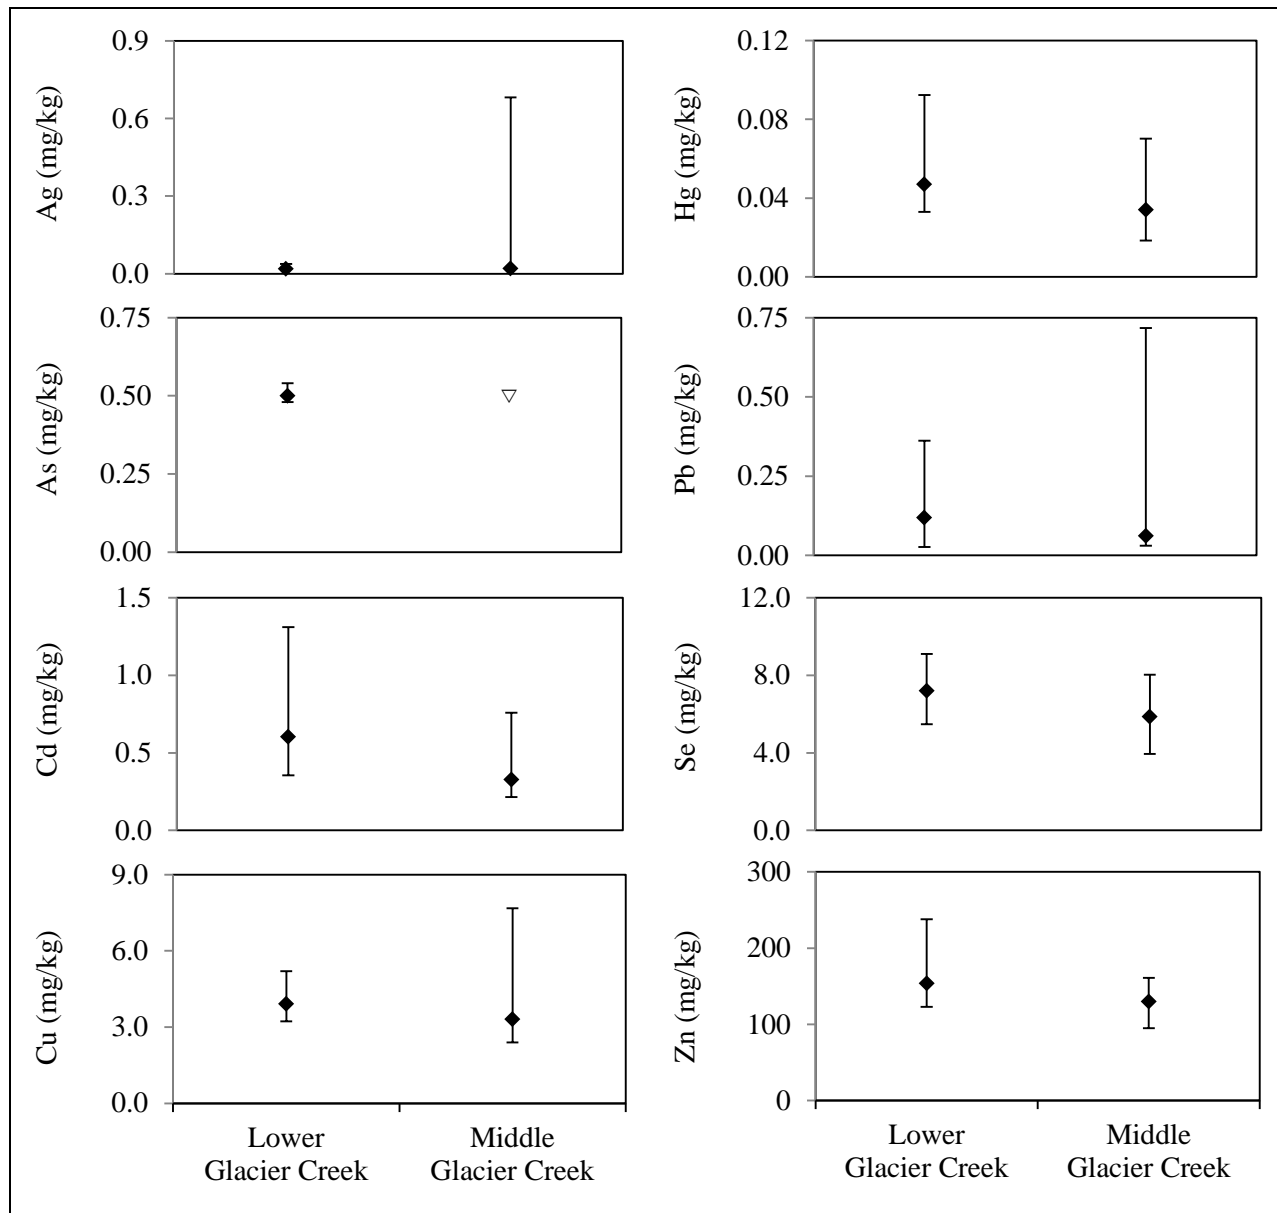 Ag (mg/kg)
0.9
0.6
0.3
0.0
Hg (mg/kg)
0.12
0.08
0.04
0.00
As (mg/kg)
0.75
0.50
0.25
0.00
Pb (mg/kg)
0.75
0.50
0.25
0.00
Cd (mg/kg)
1.5
1.0
0.5
0.0
Se (mg/kg)
12.0
8.0
4.0
0.0
Cu (mg/kg)
9.0
6.0
3.0
0.0
Zn (mg/kg)
300
200
100
0
Lower
Glacier Creek
Middle
Glacier Creek
Lower
Glacier Creek
Middle
Glacier Creek